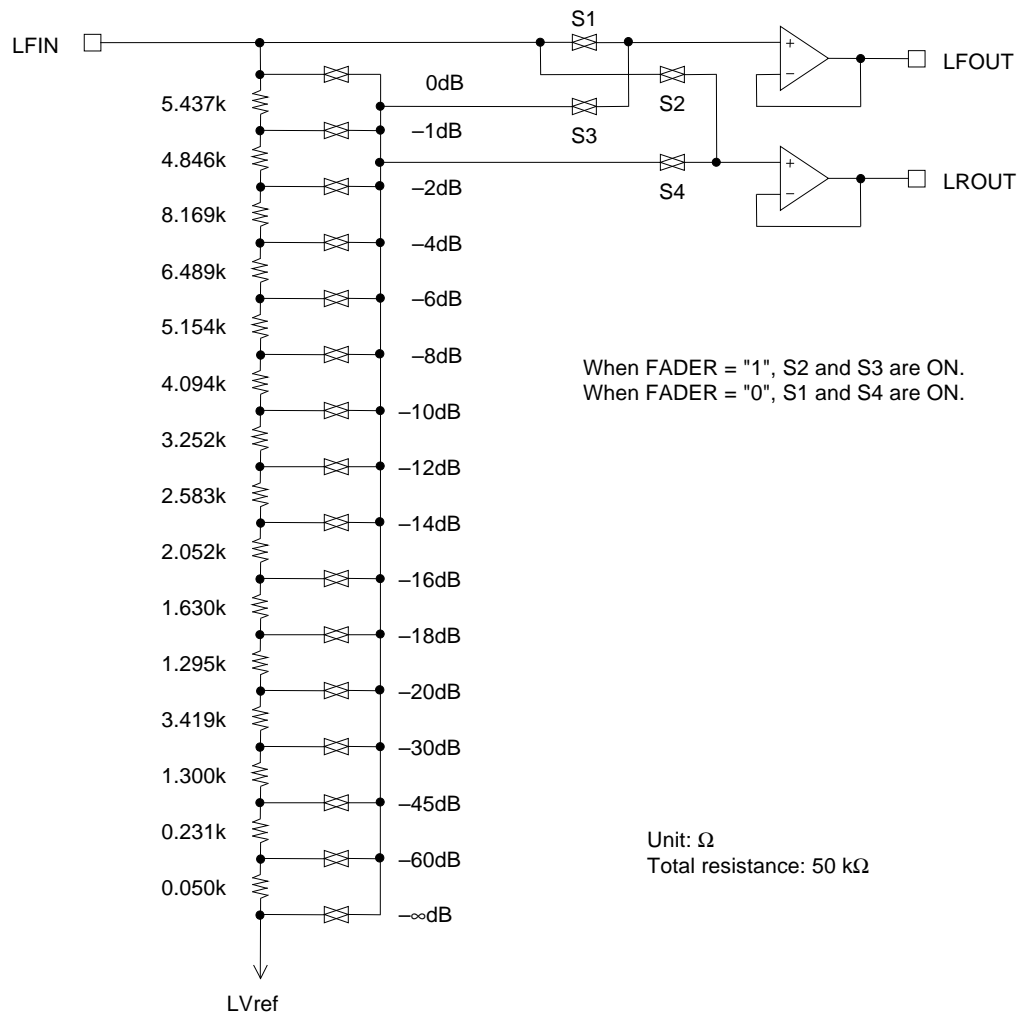 S1
LFIN
LFOUT
0dB
S2
5.437k
S3
–1dB
4.846k
S4
LROUT
–2dB
8.169k
–4dB
6.489k
–6dB
5.154k
–8dB
When FADER = "1", S2 and S3 are ON.
When FADER = "0", S1 and S4 are ON.
4.094k
–10dB
3.252k
–12dB
2.583k
–14dB
2.052k
–16dB
1.630k
–18dB
1.295k
–20dB
3.419k
–30dB
1.300k
–45dB
0.231k
Unit: Ω
–60dB
Total resistance: 50 kΩ
0.050k
–∞dB
LVref